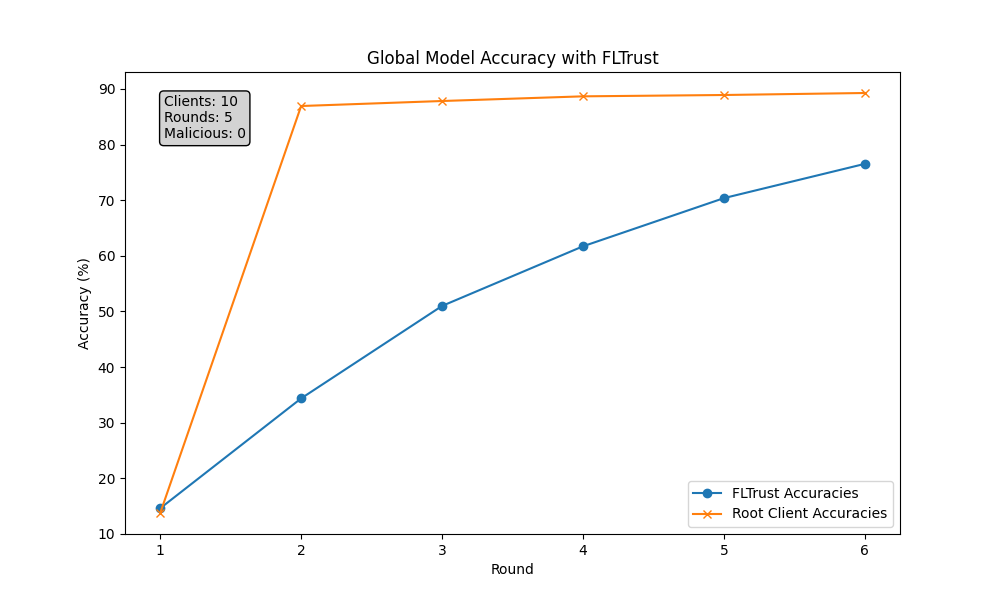 Global Model Accuracy with FLTrust
Clients: 10
Rounds: 5
Malicious: 0
Accuracy (%)
90
80
70
60
50
40
30
20
10
1 2 3 4 5 6
Round
FLTrust Accuracies
Root Client Accuracies